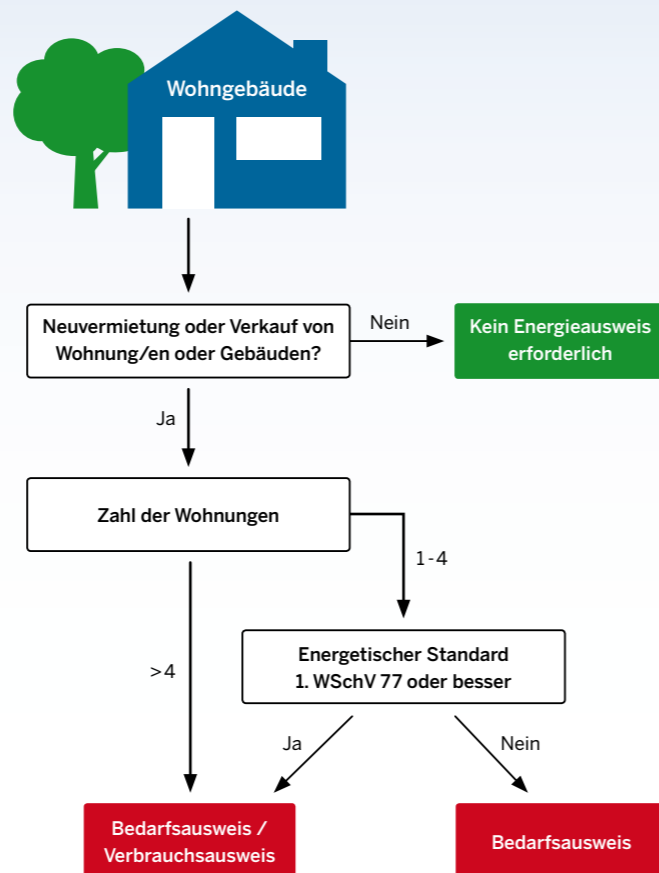 Wohngebäude
Neuvermietung oder Verkauf von
Wohnung/en oder Gebäuden?
Nein
Kein Energieausweis
erforderlich
Ja
Zahl der Wohnungen
1-4
>4
Energetischer Standard
1. WSchV 77 oder besser
Ja
Nein
Bedarfsausweis /
Verbrauchsausweis
Bedarfsausweis